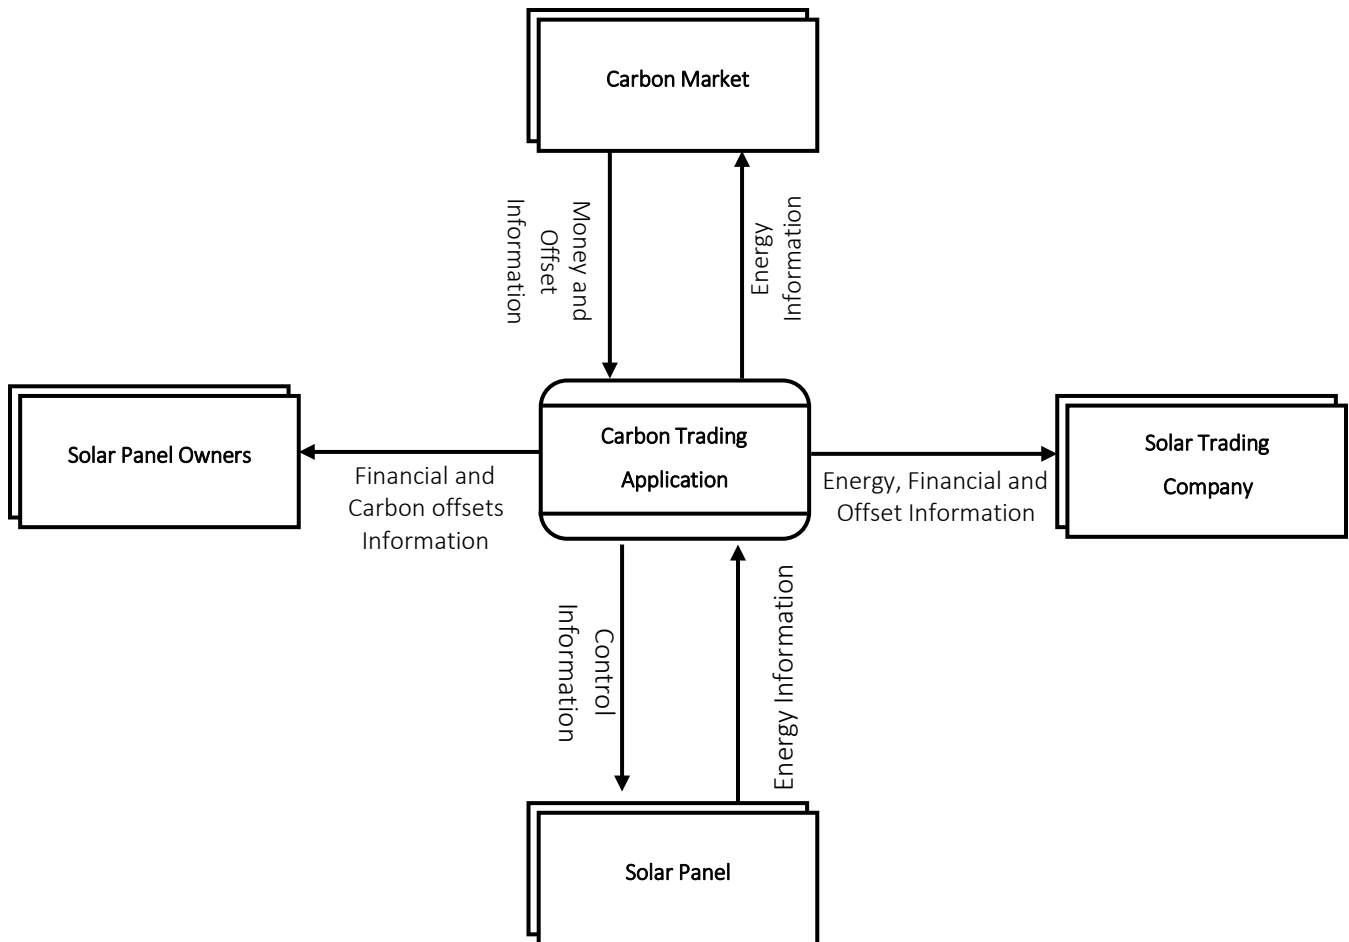 Carbon Market
Money and
Offset
Information
Energy
Information
Solar Panel Owners
Financial and
Carbon offsets
Information
Carbon Trading
Application
Energy, Financial and
Offset Information
Solar Trading
Company
Control
Information
Energy Information
Solar Panel